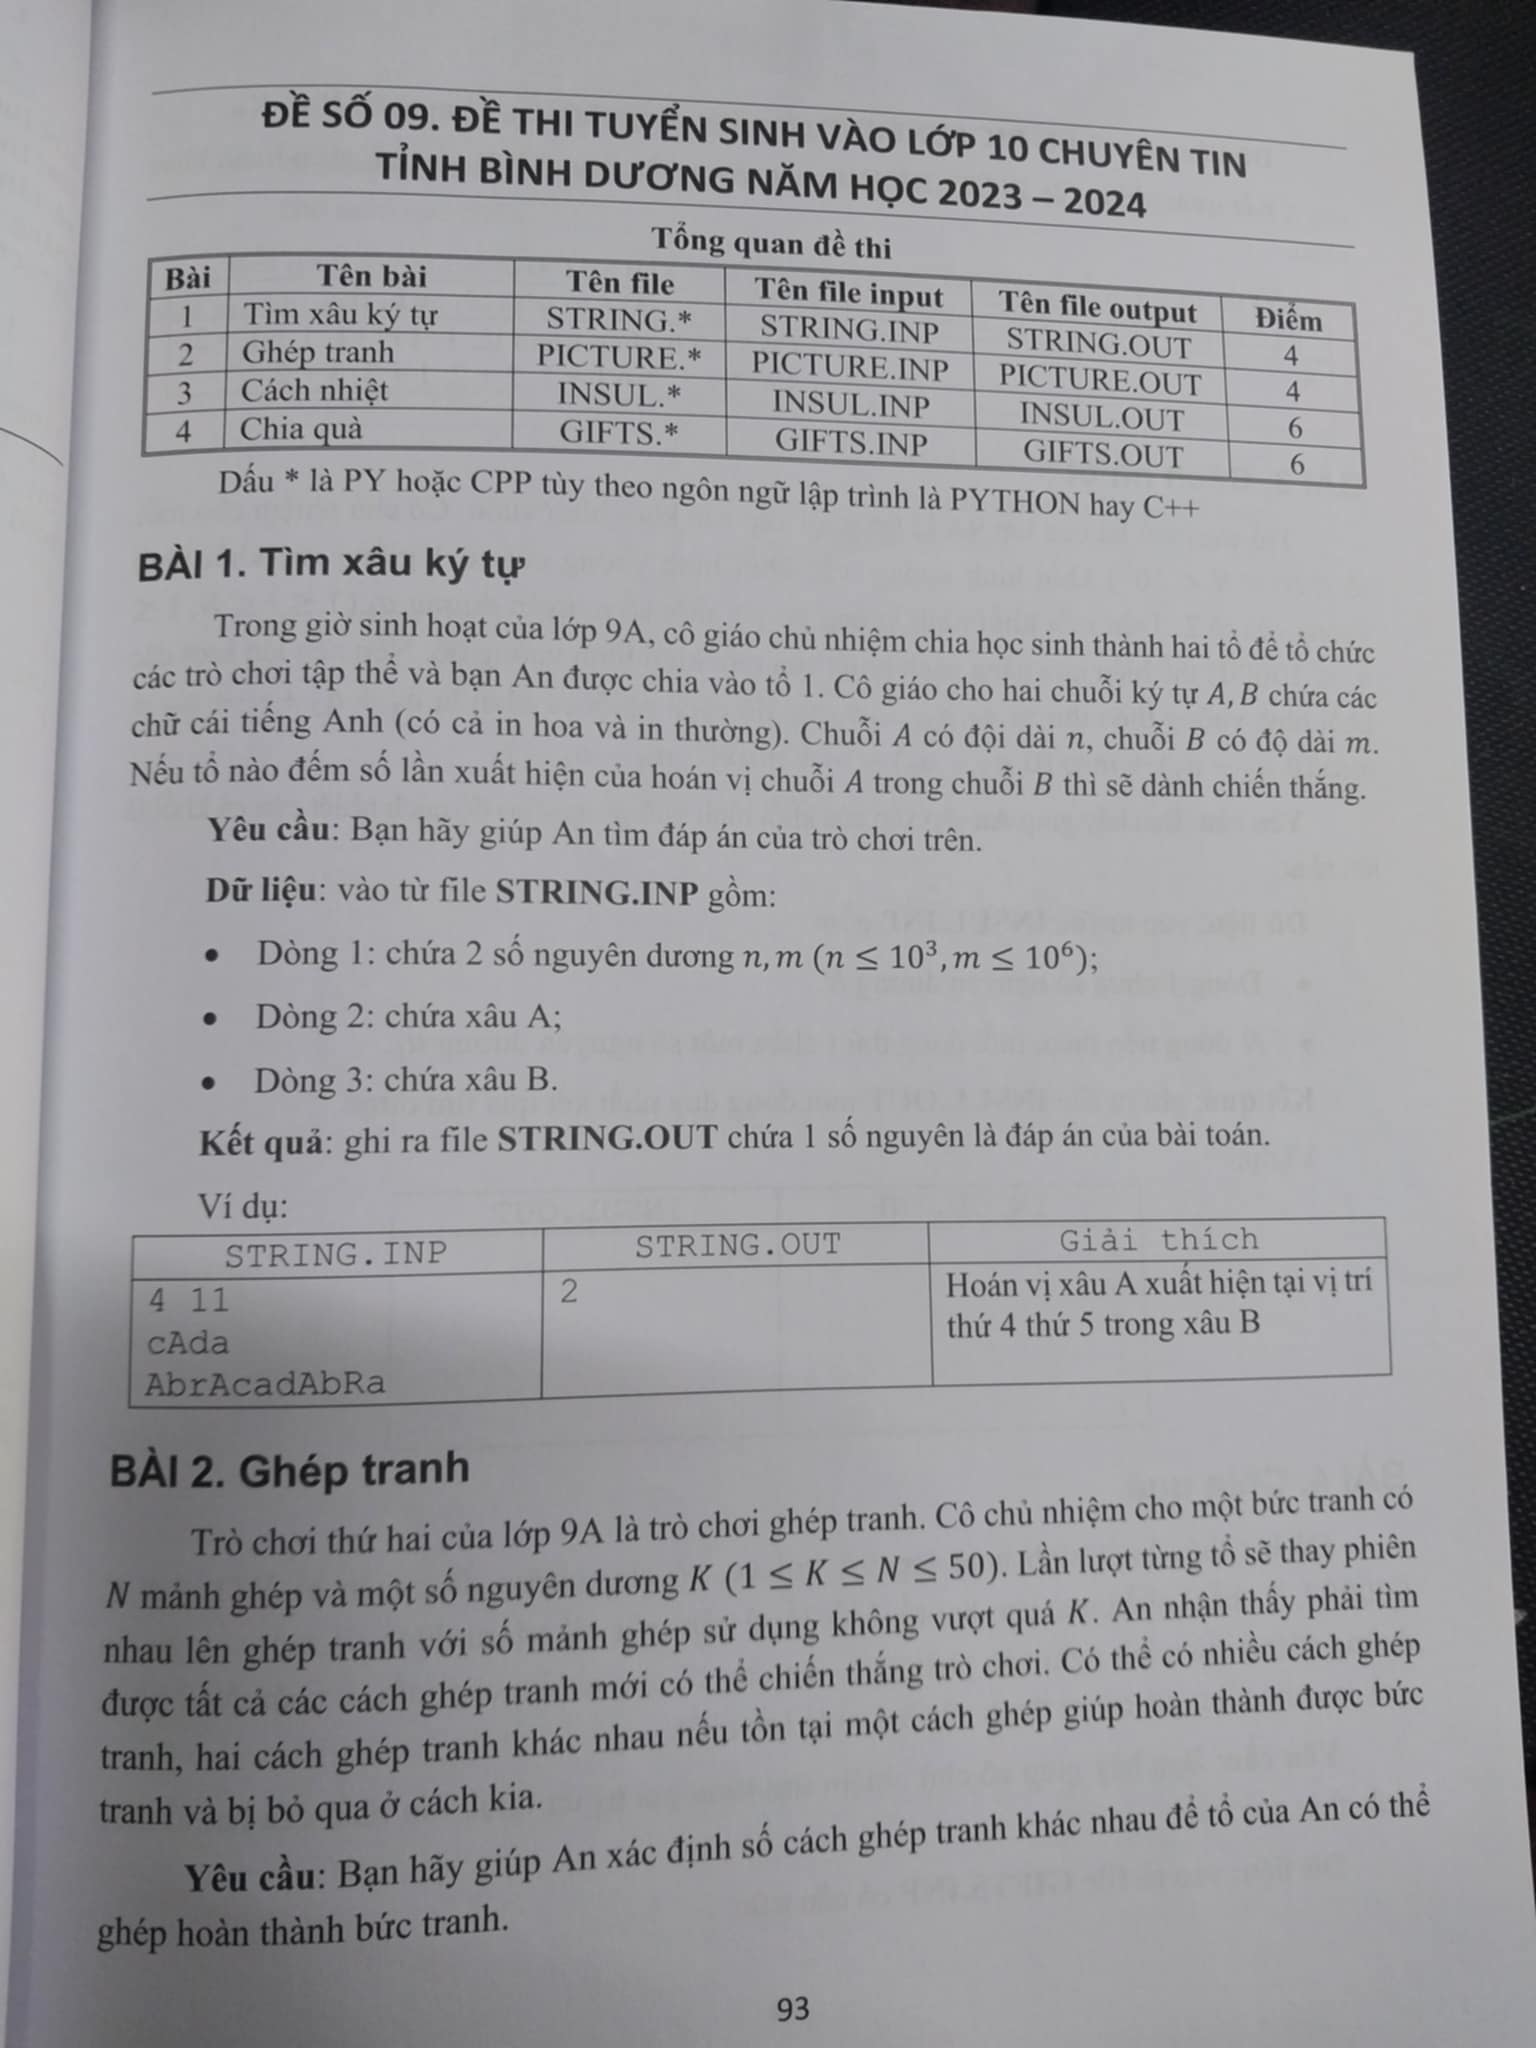 ĐỀ SỐ 09. ĐỀ THI TUYỂN SINH VÀO LỚP 10 CHUYÊN TIN
TỈNH BÌNH DƯƠNG NĂM HỌC 2023 – 2024
Tổng quan đề thi
Bài Tên bài Tên file Tên file input Tên file output Điểm
1 Tìm xâu ký tự STRING.* STRING.INP STRING.OUT 4
2 Ghép tranh PICTURE.* PICTURE.INP PICTURE.OUT 4
3 Cách nhiệt INSUL.* INSUL.INP INSUL.OUT 6
4 Chia quà GIFTS.* GIFTS.INP GIFTS.OUT 6
Dấu * là PY hoặc CPP tùy theo ngôn ngữ lập trình là PYTHON hay C++
BÀI 1. Tìm xâu ký tự
Trong giờ sinh hoạt của lớp 9A, cô giáo chủ nhiệm chia học sinh thành hai tổ để tổ chức
các trò chơi tập thể và bạn An được chia vào tổ 1. Cô giáo cho hai chuỗi ký tự A, B chứa các
chữ cái tiếng Anh (có cả in hoa và in thường). Chuỗi A có đội dài n, chuỗi B có độ dài m.
Nếu tổ nào đếm số lần xuất hiện của hoán vị chuỗi A trong chuỗi B thì sẽ dành chiến thắng.
Yêu cầu: Bạn hãy giúp An tìm đáp án của trò chơi trên.
Dữ liệu: vào từ file STRING.INP gồm:
• Dòng 1: chứa 2 số nguyên dương n, m (n ≤ 10³, m ≤ 10⁶);
• Dòng 2: chứa xâu A;
• Dòng 3: chứa xâu B.
Kết quả: ghi ra file STRING.OUT chứa 1 số nguyên là đáp án của bài toán.
Ví dụ:
STRING.INP STRING.OUT Giải thích
4 11 2 Hoán vị xâu A xuất hiện tại vị trí
cAda thứ 4 thứ 5 trong xâu B
AbrAcadAbRa
BÀI 2. Ghép tranh
Trò chơi thứ hai của lớp 9A là trò chơi ghép tranh. Cô chủ nhiệm cho một bức tranh có
N mảnh ghép và một số nguyên dương K (1 ≤ K ≤ N ≤ 50). Lần lượt từng tổ sẽ thay phiên
nhau lên ghép tranh với số mảnh ghép sử dụng không vượt quá K. An nhận thấy phải tìm
được tất cả các cách ghép tranh mới có thể chiến thắng trò chơi. Có thể có nhiều cách ghép
tranh, hai cách ghép tranh khác nhau nếu tồn tại một cách ghép giúp hoàn thành được bức
tranh và bị bỏ qua ở cách kia.
Yêu cầu: Bạn hãy giúp An xác định số cách ghép tranh khác nhau để tổ của An có thể
ghép hoàn thành bức tranh.
93